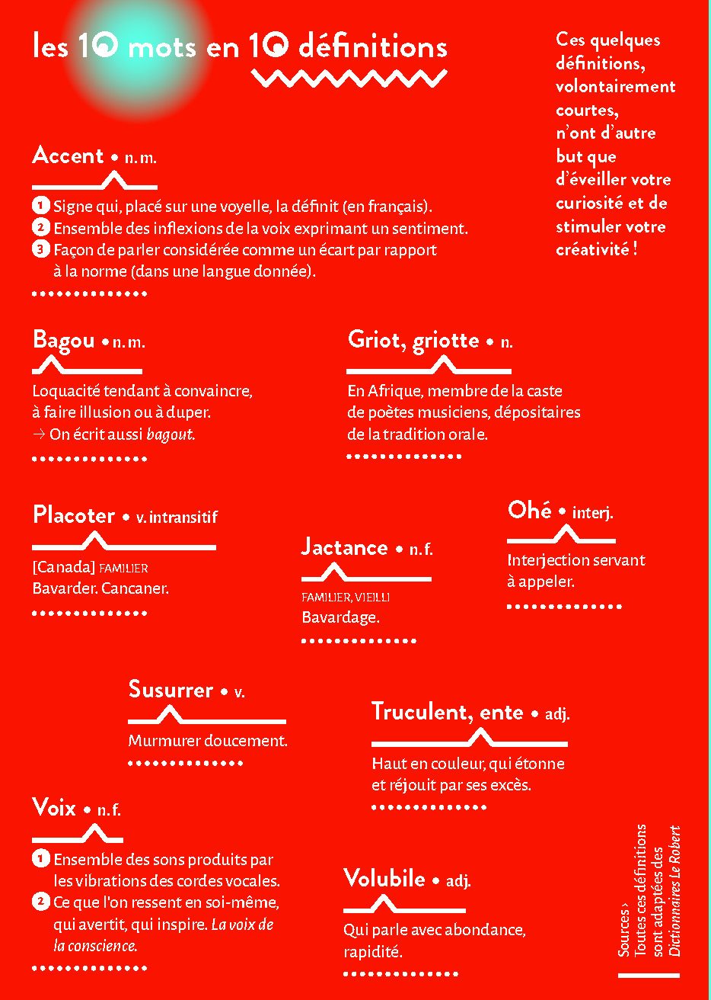 les 10 mots en 10 définitions
Ces quelques
définitions,
volontairement
courtes,
n’ont d’autre
but que
d’éveiller votre
curiosité et de
stimuler votre
créativité !
Accent • n. m.
1 Signe qui, placé sur une voyelle, la définit (en français).
2 Ensemble des inflexions de la voix exprimant un sentiment.
3 Façon de parler considérée comme un écart par rapport
à la norme (dans une langue donnée).
Bagou • n. m.
Loquacité tendant à convaincre,
à faire illusion ou à duper.
→ On écrit aussi bagout.
Griot, griotte • n.
En Afrique, membre de la caste
de poètes musiciens, dépositaires
de la tradition orale.
Placoter • v. intransitif
[Canada] FAMILIER
Bavarder. Cancaner.
Jactance • n. f.
FAMILIER, VIEILLI
Bavardage.
Ohé • interj.
Interjection servant
à appeler.
Susurrer • v.
Murmurer doucement.
Truculent, ente • adj.
Haut en couleur, qui étonne
et réjouit par ses excès.
Voix • n. f.
1 Ensemble des sons produits par
les vibrations des cordes vocales.
2 Ce que l'on ressent en soi-même,
qui avertit, qui inspire. La voix de
la conscience.
Volubile • adj.
Qui parle avec abondance,
rapidité.
Sources ›
Toutes ces définitions
sont adaptées des
Dictionnaires Le Robert